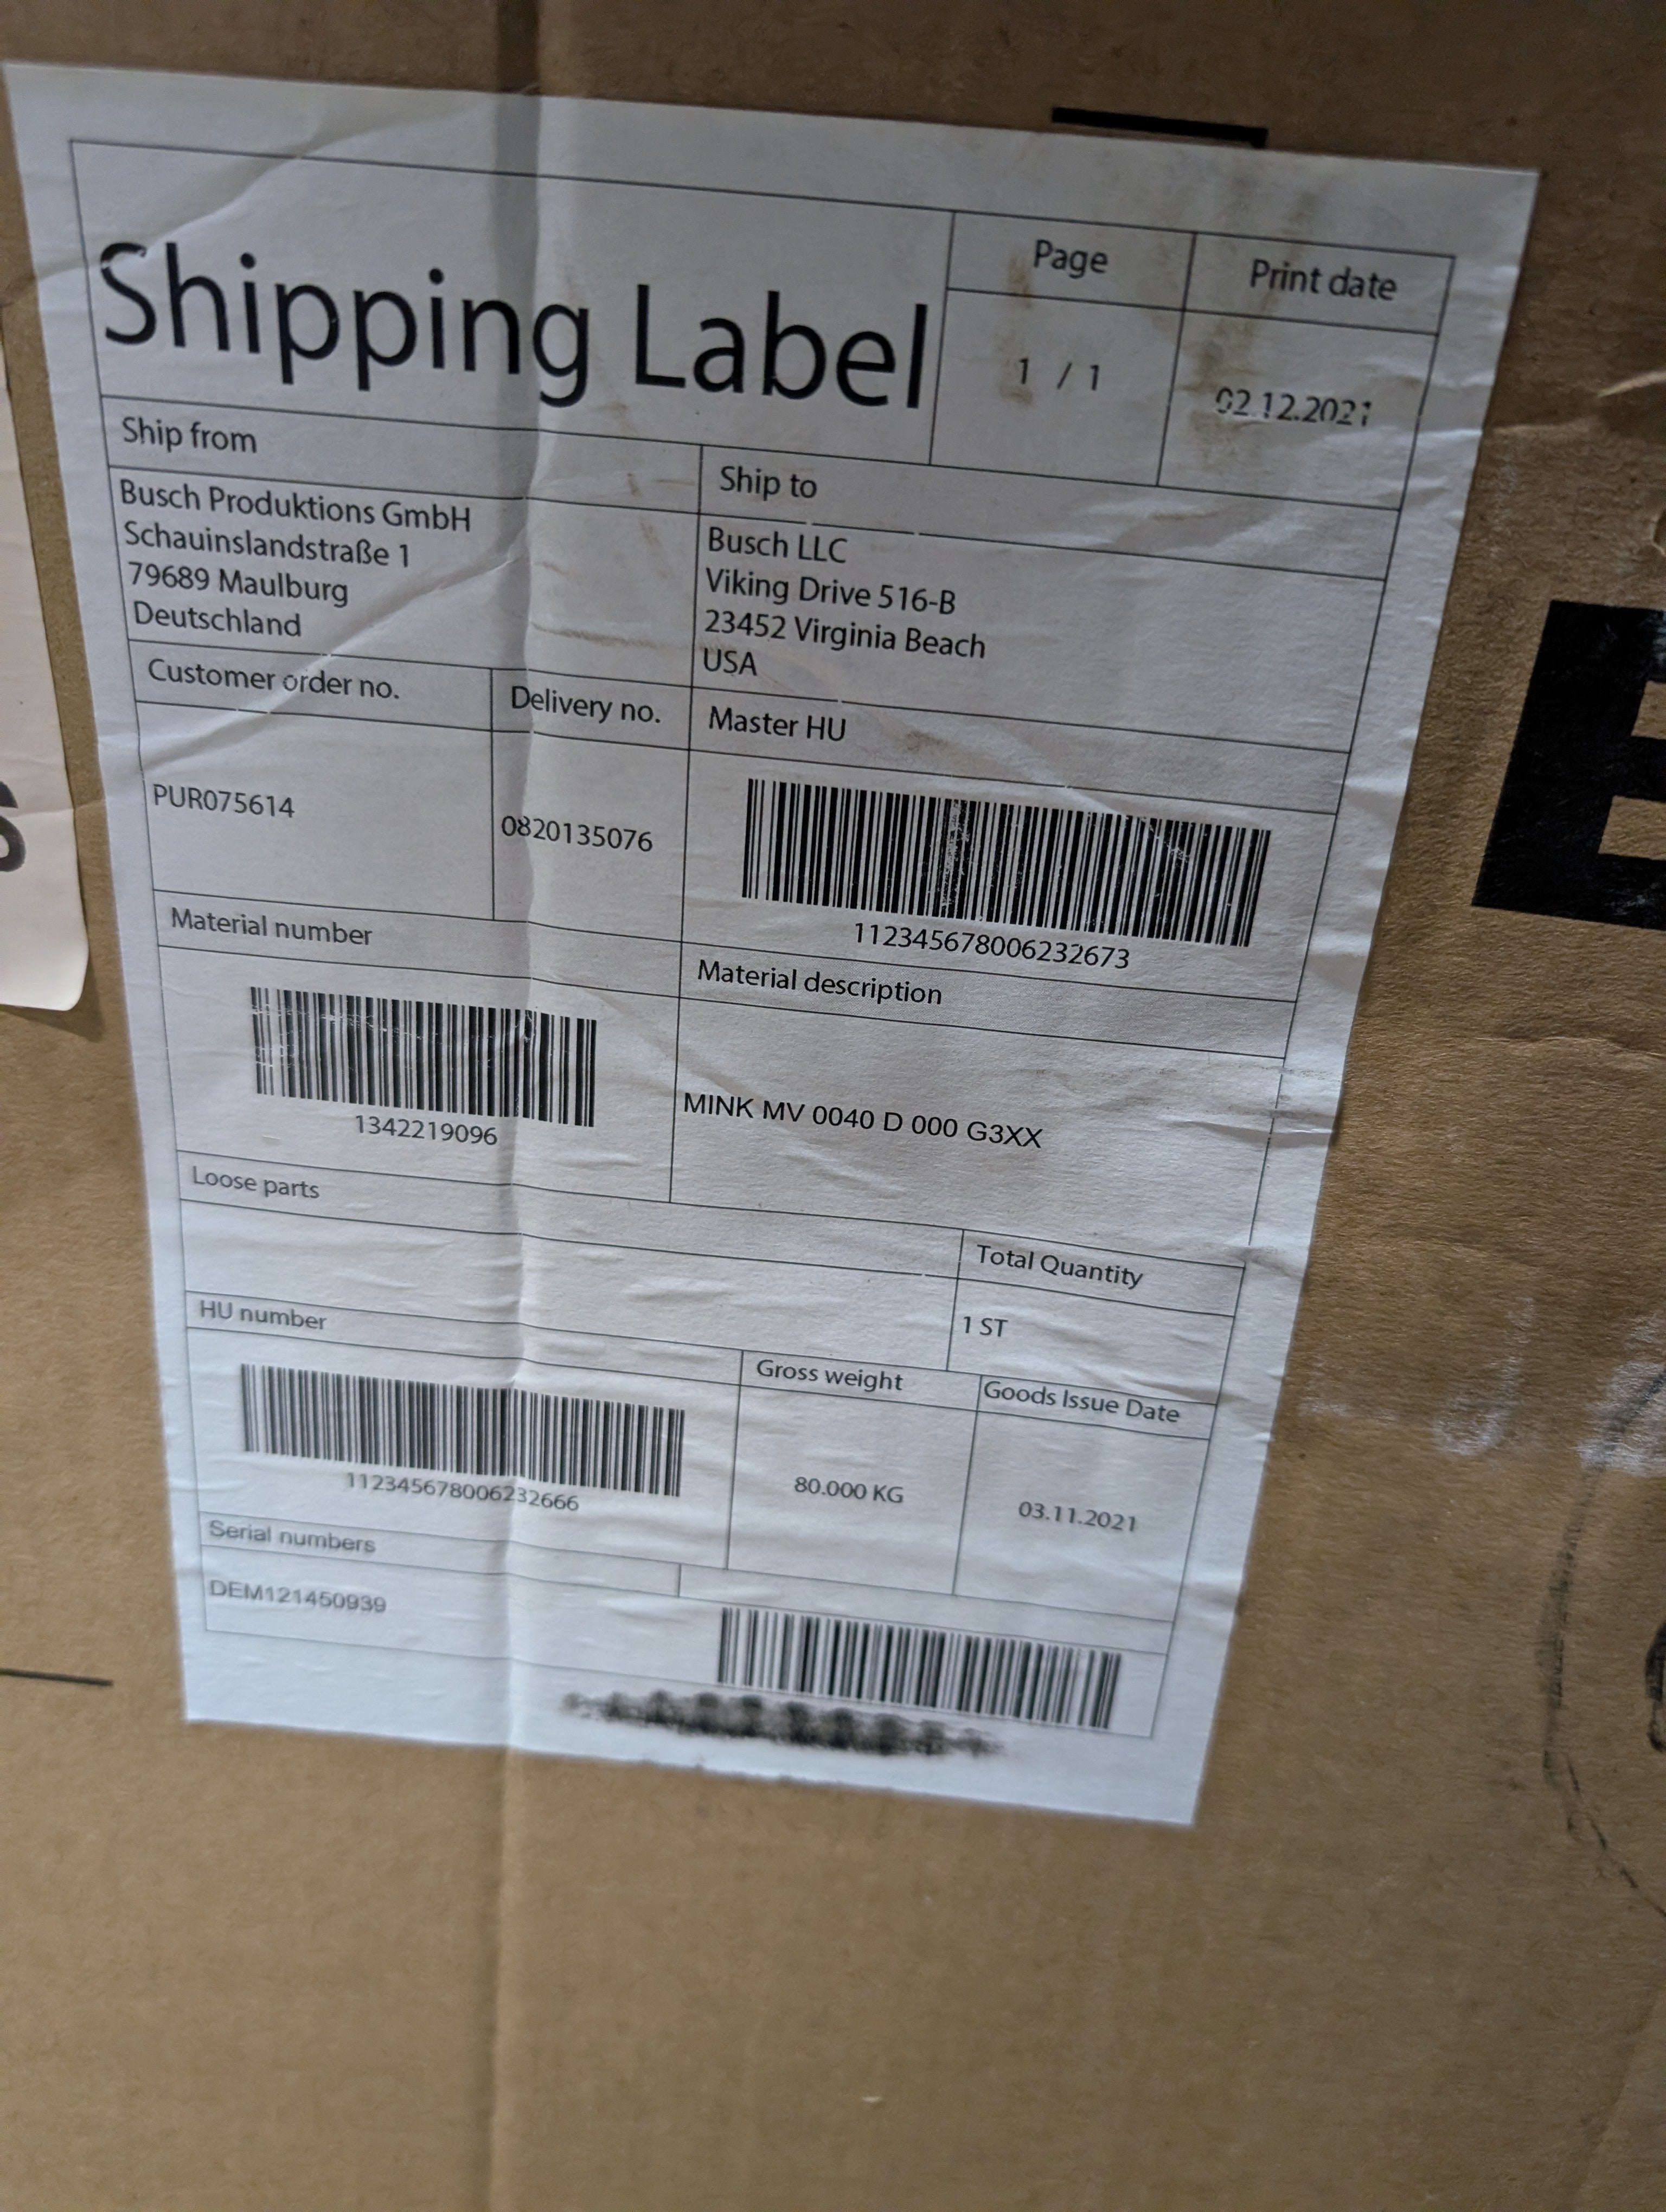 Shipping Label
Page
Print date
1 / 1
02.12.2021
Ship from
Ship to
Busch Produktions GmbH
Schauinslandstraße 1
79689 Maulburg
Deutschland
Busch LLC
Viking Drive 516-B
23452 Virginia Beach
USA
Customer order no.
Delivery no.
Master HU
PUR075614
0820135076
112345678006232673
Material number
Material description
1342219096
MINK MV 0040 D 000 G3XX
Loose parts
Total Quantity
1 ST
HU number
Gross weight
Goods Issue Date
112345678006232666
80.000 KG
03.11.2021
Serial numbers
DEM121450939